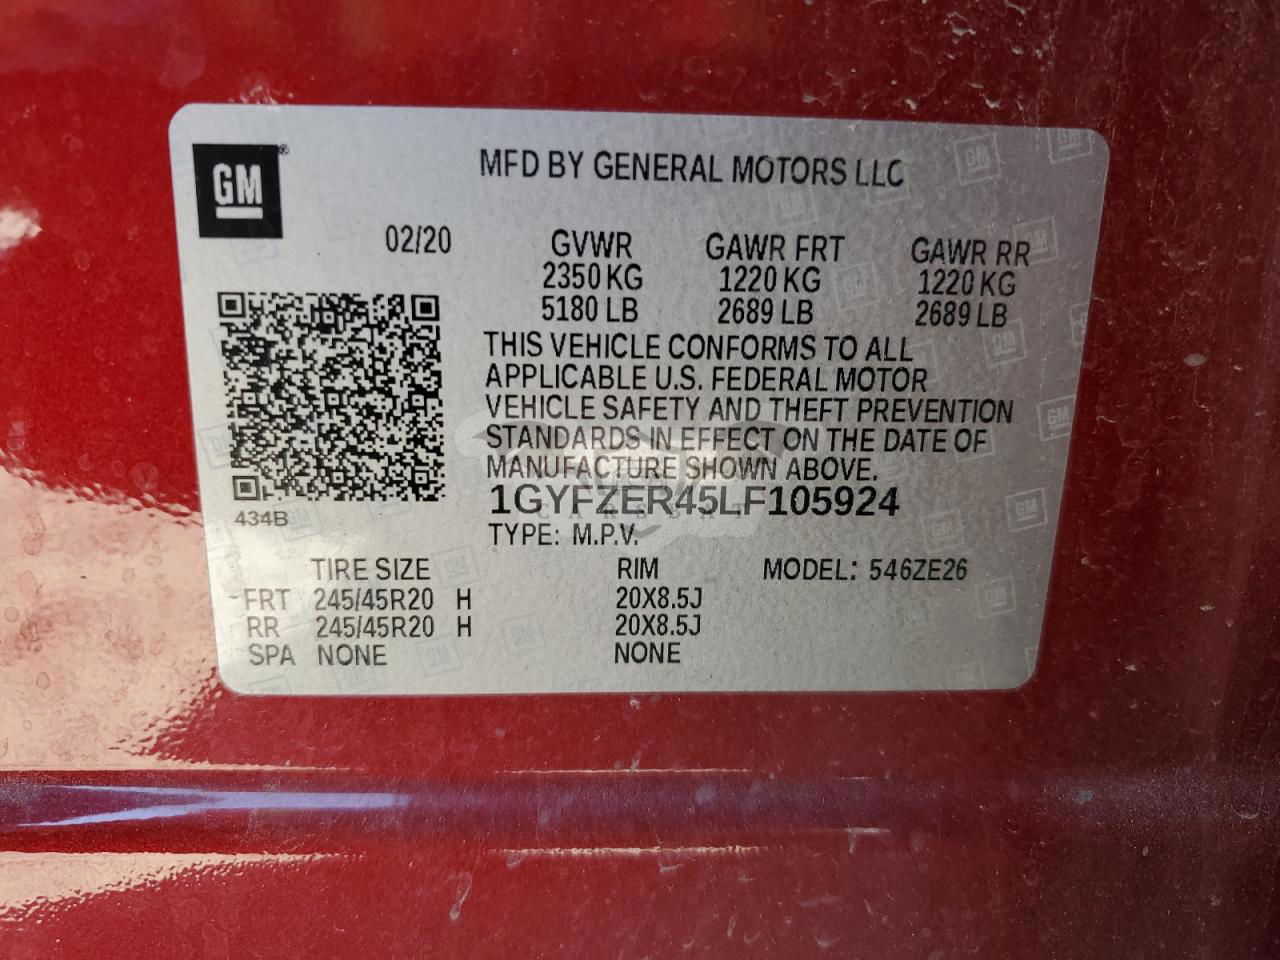 GM
MFD BY GENERAL MOTORS LLC
02/20
GVWR GAWR FRT GAWR RR
2350 KG 1220 KG 1220 KG
5180 LB 2689 LB 2689 LB
THIS VEHICLE CONFORMS TO ALL
APPLICABLE U.S. FEDERAL MOTOR
VEHICLE SAFETY AND THEFT PREVENTION
STANDARDS IN EFFECT ON THE DATE OF
MANUFACTURE SHOWN ABOVE.
1GYFZER45LF105924
434B
TYPE: M.P.V.
TIRE SIZE RIM MODEL: 546ZE26
FRT 245/45R20 H 20X8.5J
RR 245/45R20 H 20X8.5J
SPA NONE NONE